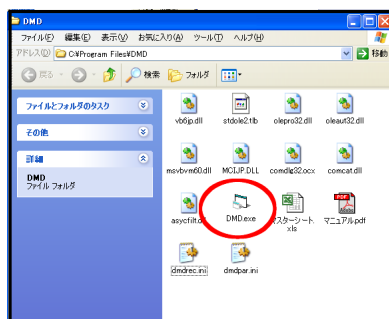 DMD
ファイル(F) 編集(E) 表示(V) お気に入り(A) ツール(T) ヘルプ(H)
アドレス(D) C:¥Program Files¥DMD 移動
戻る 検索 フォルダ
ファイルとフォルダのタスク
その他
詳細
DMD
ファイル フォルダ
vb6jp.dll stdole2.tlb olepro32.dll oleaut32.dll
msvbvm60.dll MCIJP.DLL comdlg32.ocx comcat.dll
asycfilt.d DMD.exe マスターシート.xls マニュアル.pdf
dmdrec.ini dmdpar.ini